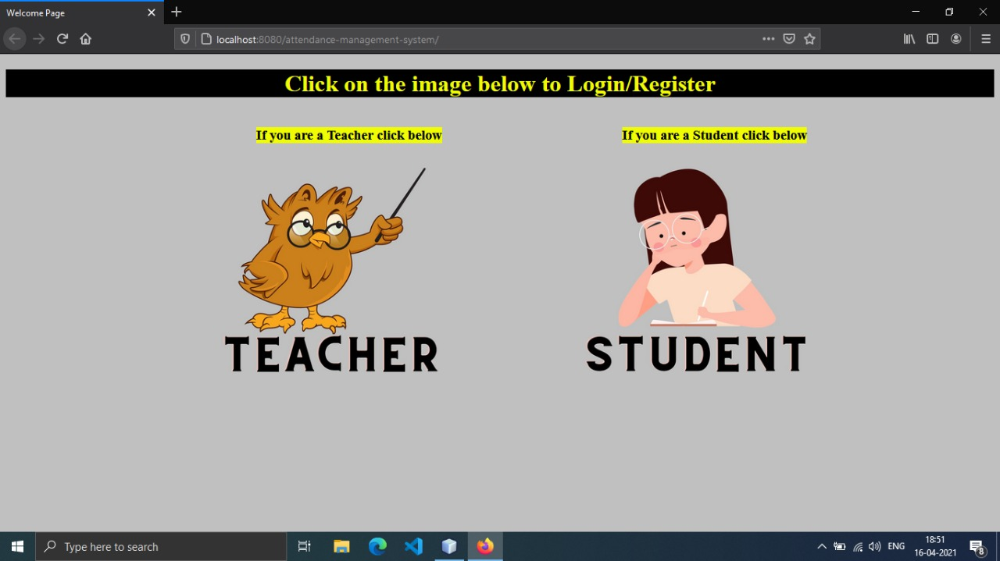 Welcome Page
localhost:8080/attendance-management-system/
Click on the image below to Login/Register
If you are a Teacher click below
If you are a Student click below
TEACHER
STUDENT
Type here to search
ENG
18:51
16-04-2021
8